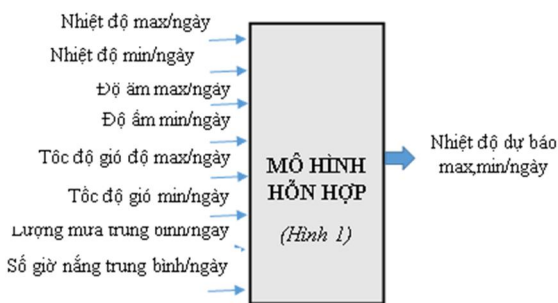 Nhiệt độ max/ngày
Nhiệt độ min/ngày
Độ ẩm max/ngày
Độ ẩm min/ngày
Tốc độ gió độ max/ngày
Tốc độ gió min/ngày
Lượng mưa trung bình/ngày
Số giờ nắng trung bình/ngày
MÔ HÌNH
HỖN HỢP
(Hình 1)
Nhiệt độ dự báo
max,min/ngày